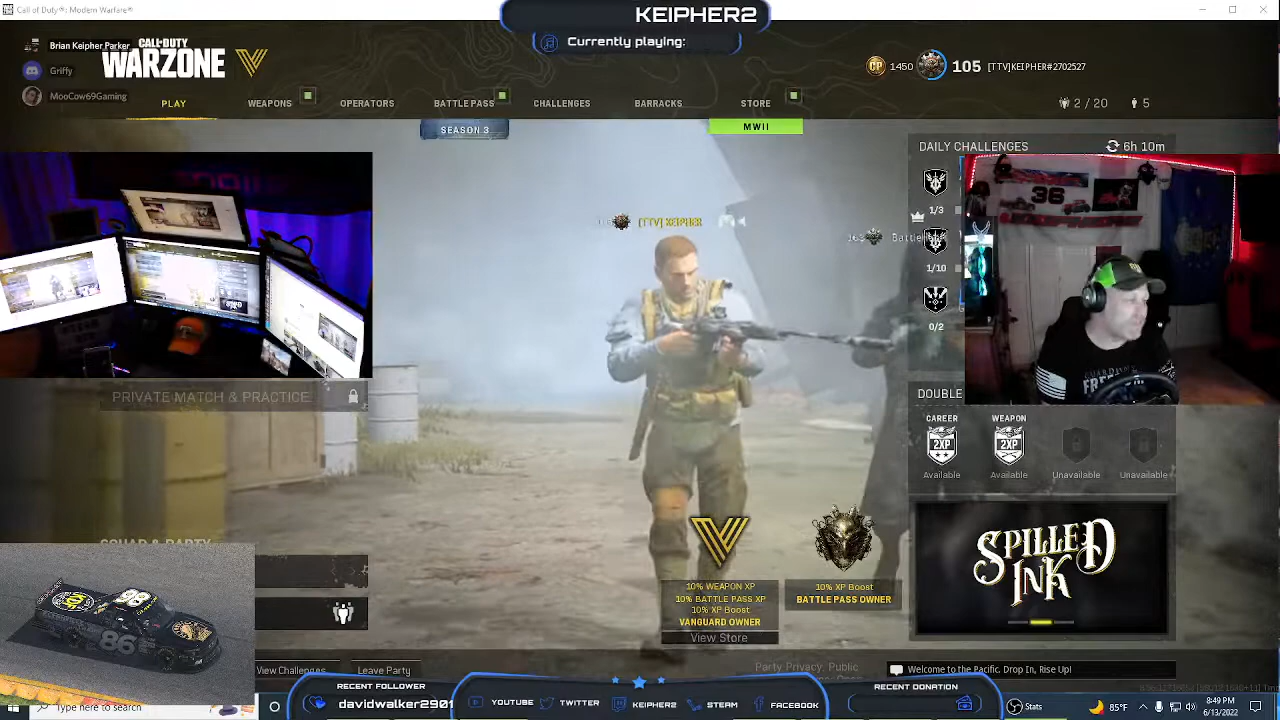 Call of Duty®: Modern Warfare®
KEIPHER2
Currently playing:
Brian Keipher Parker
Griffy
MooCow69Gaming
CALL OF DUTY
WARZONE
1450
105
[TTV]KEIPHER#2702527
PLAY
WEAPONS
OPERATORS
BATTLE PASS
CHALLENGES
BARRACKS
STORE
2 / 20
5
SEASON 3
MWII
DAILY CHALLENGES
6h 10m
1/3
1/10
0/2
[TTV] KEIPHER
36
PRIVATE MATCH & PRACTICE
DOUBLE
CAREER
WEAPON
2XP
2XP
Available
Available
Unavailable
Unavailable
SQUAD & PARTY
86
10% WEAPON XP
10% BATTLE PASS XP
10% XP Boost
VANGUARD OWNER
View Store
10% XP Boost
BATTLE PASS OWNER
SPILLED
INK
View Challenges
Leave Party
Party Privacy: Public
Welcome to the Pacific. Drop In, Rise Up!
RECENT FOLLOWER
davidwalker2901
YOUTUBE
TWITTER
KEIPHER2
STEAM
FACEBOOK
RECENT DONATION
Type here to search
Stats
85°F
8:49 PM
6/13/2022